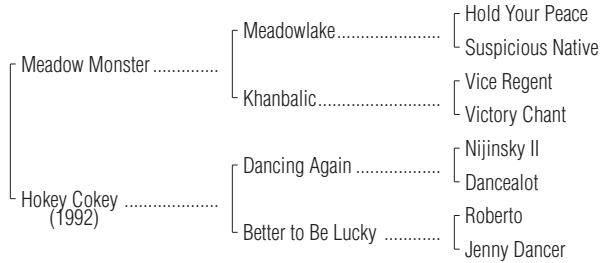 Hold Your Peace
Meadowlake........................
Suspicious Native
Meadow Monster..............
Vice Regent
Khanbalic............................
Victory Chant
Nijinsky II
Dancing Again ...................
Dancealot
Hokey Cokey ....................
(1992)
Roberto
Better to Be Lucky ............
Jenny Dancer